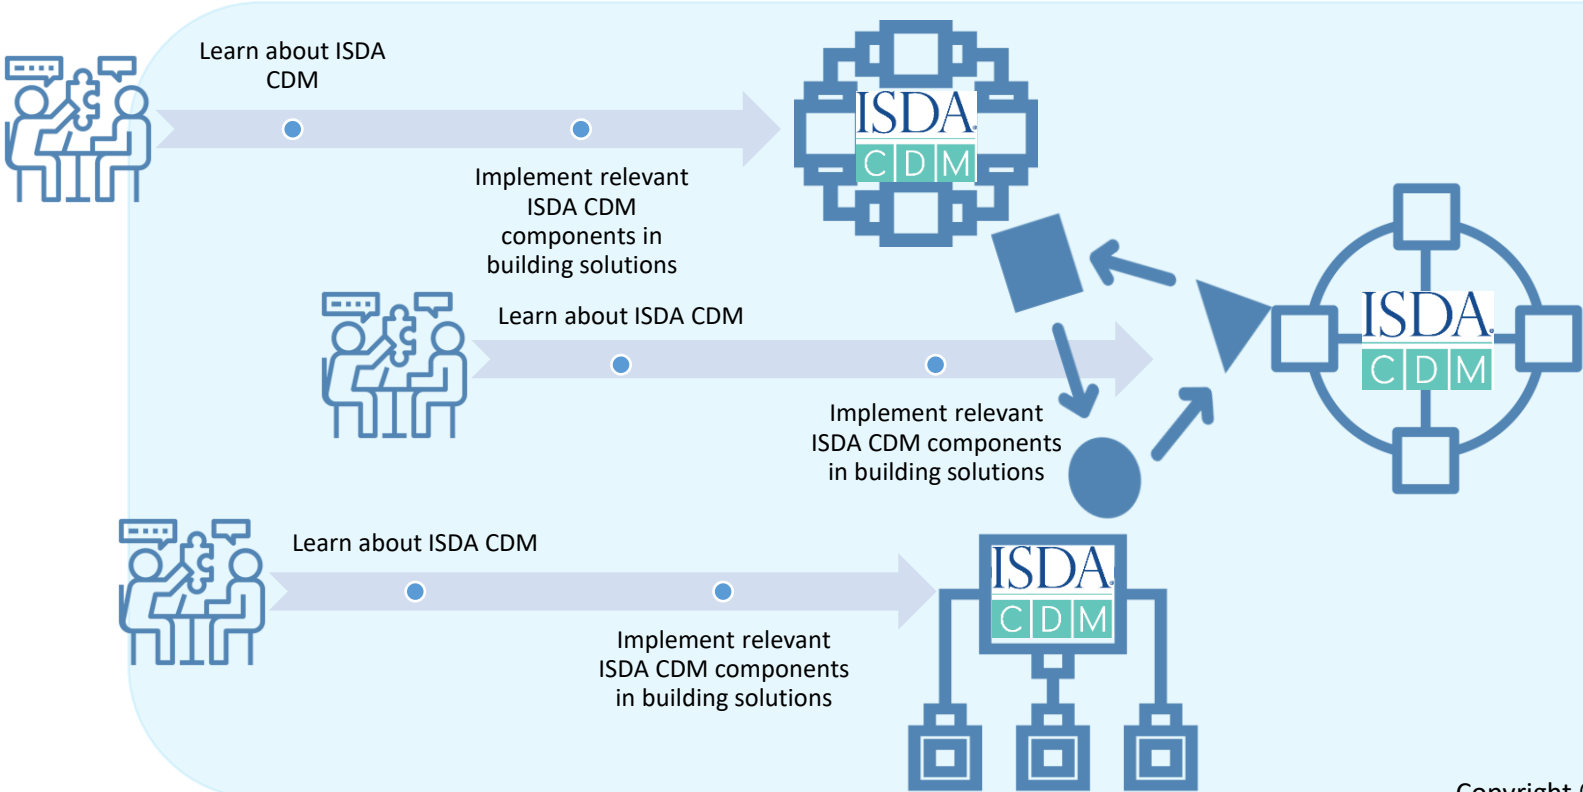 Learn about ISDA
CDM
ISDA
CDM
Implement relevant
ISDA CDM
components in
building solutions
Learn about ISDA CDM
ISDA
CDM
Implement relevant
ISDA CDM components
in building solutions
Learn about ISDA CDM
ISDA
CDM
Implement relevant
ISDA CDM components
in building solutions
Copyright